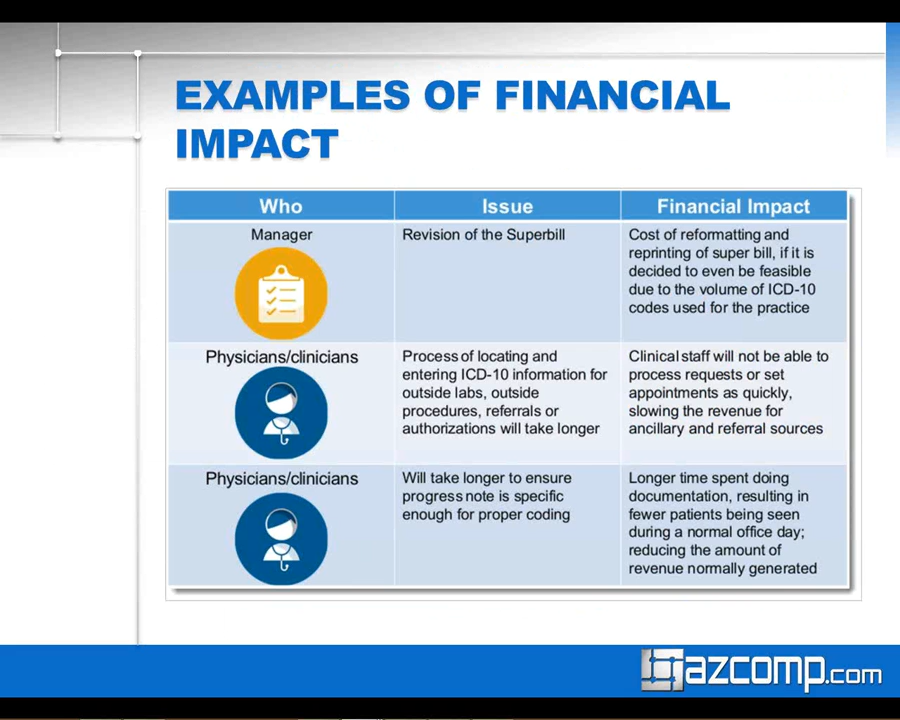 EXAMPLES OF FINANCIAL
IMPACT
Who
Issue
Financial Impact
Manager
Revision of the Superbill
Cost of reformatting and
reprinting of super bill, if it is
decided to even be feasible
due to the volume of ICD-10
codes used for the practice
Physicians/clinicians
Process of locating and
entering ICD-10 information for
outside labs, outside
procedures, referrals or
authorizations will take longer
Clinical staff will not be able to
process requests or set
appointments as quickly,
slowing the revenue for
ancillary and referral sources
Physicians/clinicians
Will take longer to ensure
progress note is specific
enough for proper coding
Longer time spent doing
documentation, resulting in
fewer patients being seen
during a normal office day;
reducing the amount of
revenue normally generated
azcomp.com